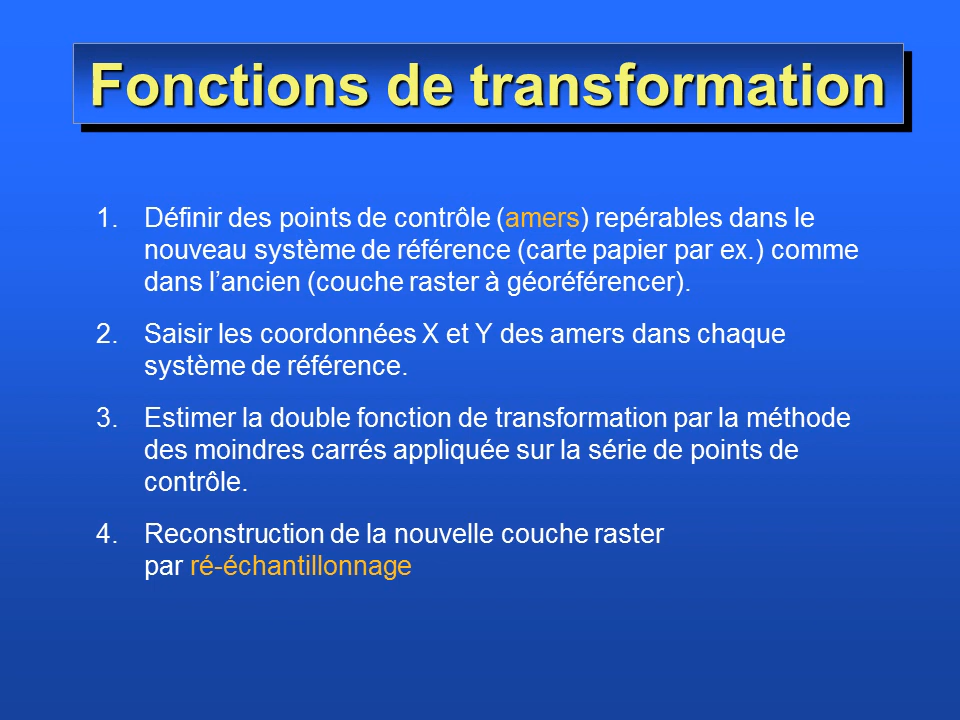 Fonctions de transformation
1. Définir des points de contrôle (amers) repérables dans le
nouveau système de référence (carte papier par ex.) comme
dans l’ancien (couche raster à géoréférencer).
2. Saisir les coordonnées X et Y des amers dans chaque
système de référence.
3. Estimer la double fonction de transformation par la méthode
des moindres carrés appliquée sur la série de points de
contrôle.
4. Reconstruction de la nouvelle couche raster
par ré-échantillonnage